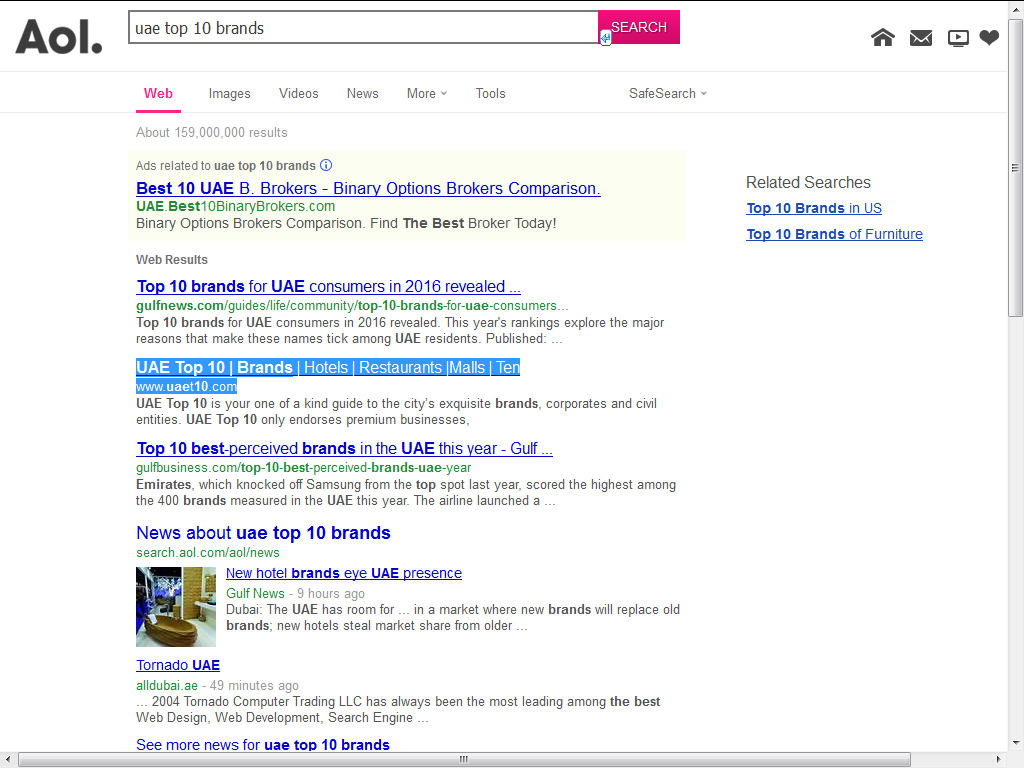 Aol.
uae top 10 brands
SEARCH
Web
Images
Videos
News
More
Tools
SafeSearch
About 159,000,000 results
Ads related to uae top 10 brands
Best 10 UAE B. Brokers - Binary Options Brokers Comparison.
UAE.Best10BinaryBrokers.com
Binary Options Brokers Comparison. Find The Best Broker Today!
Related Searches
Top 10 Brands in US
Top 10 Brands of Furniture
Web Results
Top 10 brands for UAE consumers in 2016 revealed ...
gulfnews.com/guides/life/community/top-10-brands-for-uae-consumers...
Top 10 brands for UAE consumers in 2016 revealed. This year's rankings explore the major
reasons that make these names tick among UAE residents. Published: ...
UAE Top 10 | Brands | Hotels | Restaurants |Malls | Ten
www.uaet10.com
UAE Top 10 is your one of a kind guide to the city's exquisite brands, corporates and civil
entities. UAE Top 10 only endorses premium businesses,
Top 10 best-perceived brands in the UAE this year - Gulf ...
gulfbusiness.com/top-10-best-perceived-brands-uae-year
Emirates, which knocked off Samsung from the top spot last year, scored the highest among
the 400 brands measured in the UAE this year. The airline launched a ...
News about uae top 10 brands
search.aol.com/aol/news
New hotel brands eye UAE presence
Gulf News - 9 hours ago
Dubai: The UAE has room for ... in a market where new brands will replace old
brands; new hotels steal market share from older ...
Tornado UAE
alldubai.ae - 49 minutes ago
... 2004 Tornado Computer Trading LLC has always been the most leading among the best
Web Design, Web Development, Search Engine ...
See more news for uae top 10 brands